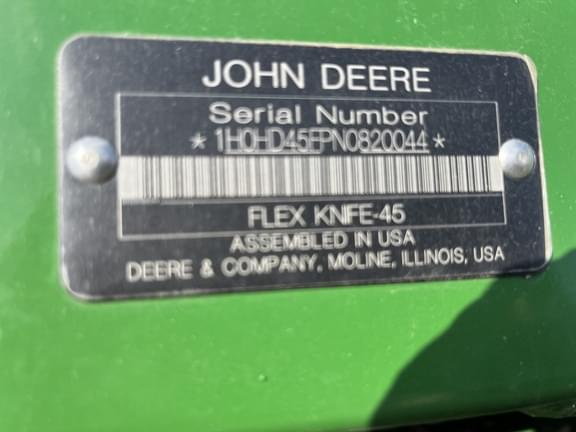 JOHN DEERE
Serial Number
*1H0HD45FPN0820044*
FLEX KNIFE-45
ASSEMBLED IN USA
DEERE & COMPANY, MOLINE, ILLINOIS, USA